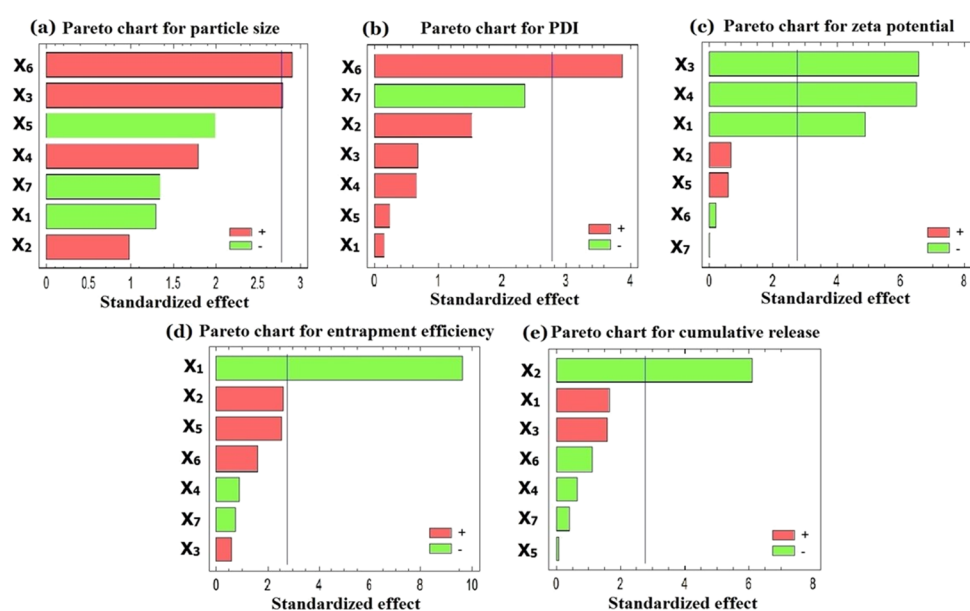 (a) Pareto chart for particle size
X6
X3
X5
X4
X7
X1
X2
+
-
0 0.5 1 1.5 2 2.5 3
Standardized effect
(b) Pareto chart for PDI
X6
X7
X2
X3
X4
X5
X1
+
-
0 1 2 3 4
Standardized effect
(c) Pareto chart for zeta potential
X3
X4
X1
X2
X5
X6
X7
+
-
0 2 4 6 8
Standardized effect
(d) Pareto chart for entrapment efficiency
X1
X2
X5
X6
X4
X7
X3
+
-
0 2 4 6 8 10
Standardized effect
(e) Pareto chart for cumulative release
X2
X1
X3
X6
X4
X7
X5
+
-
0 2 4 6 8
Standardized effect